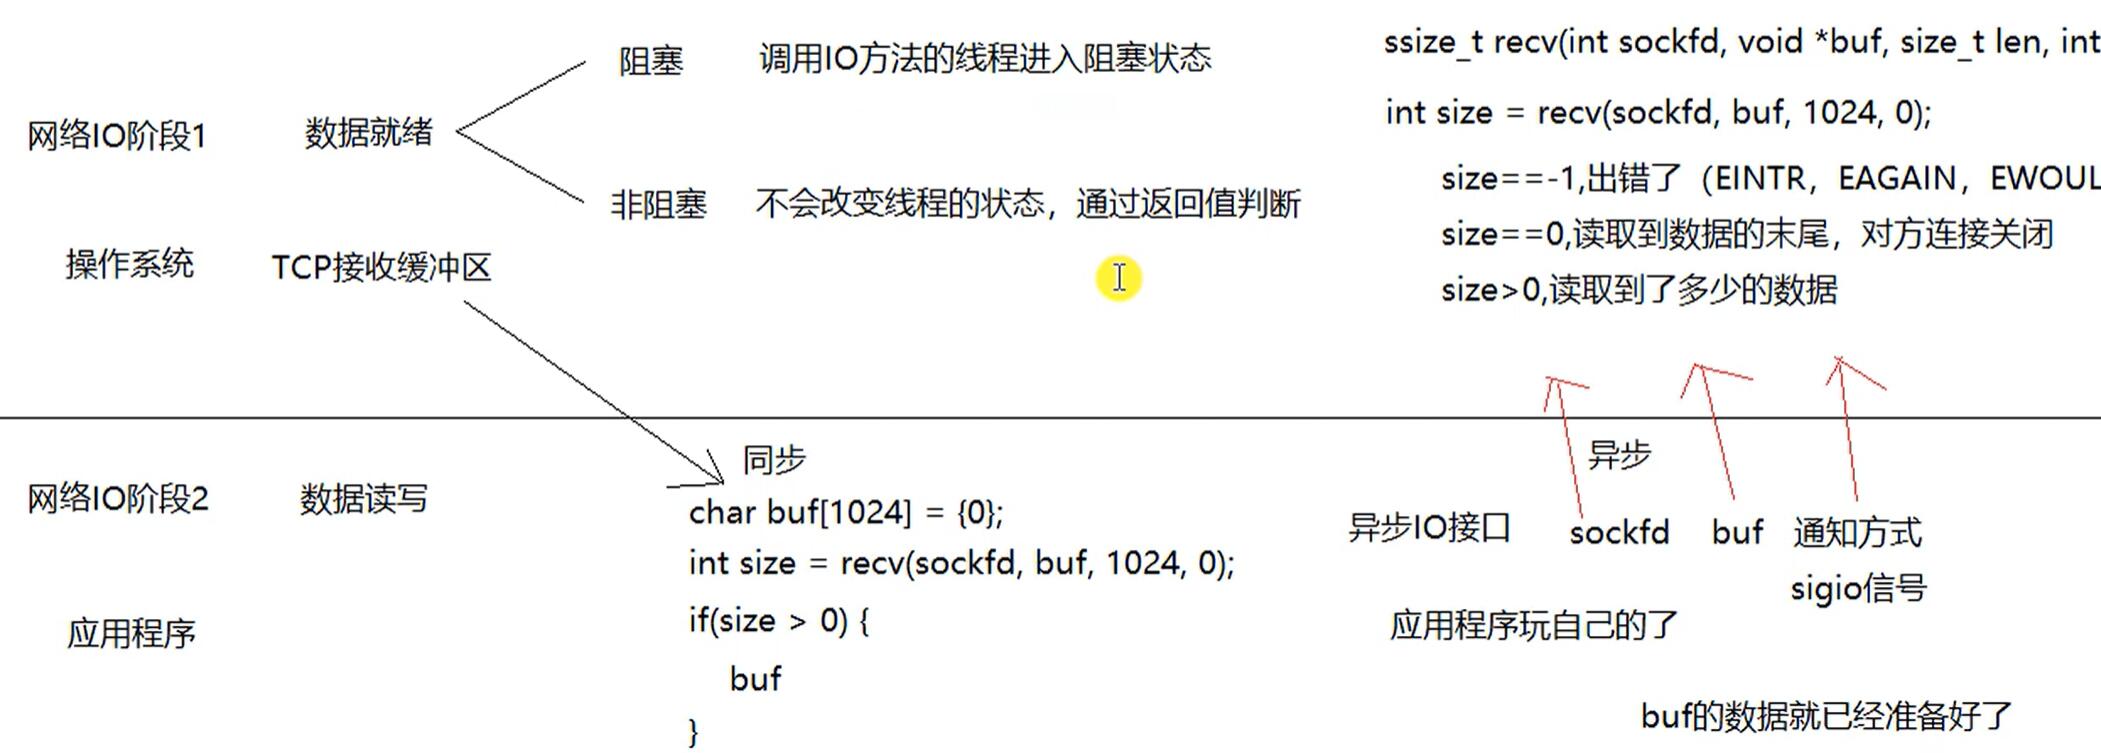 阻塞 调用IO方法的线程进入阻塞状态
网络IO阶段1 数据就绪
非阻塞 不会改变线程的状态，通过返回值判断
操作系统 TCP接收缓冲区
ssize_t recv(int sockfd, void *buf, size_t len, int
int size = recv(sockfd, buf, 1024, 0);
size==-1,出错了（EINTR，EAGAIN，EWOUL
size==0,读取到数据的末尾，对方连接关闭
size>0,读取到了多少的数据
网络IO阶段2 数据读写
应用程序
同步
char buf[1024] = {0};
int size = recv(sockfd, buf, 1024, 0);
if(size > 0) {
buf
}
异步
异步IO接口 sockfd buf 通知方式
sigio信号
应用程序玩自己的了
buf的数据就已经准备好了